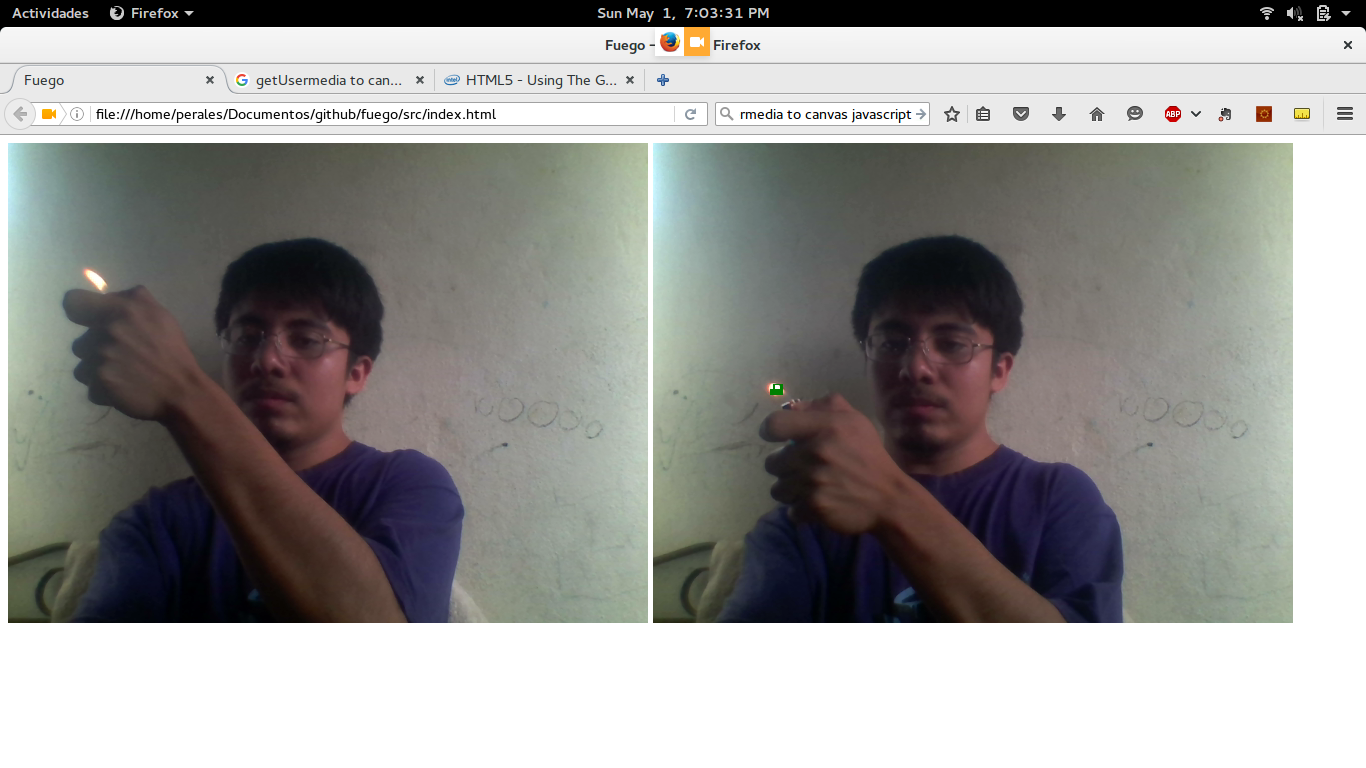 Actividades Firefox Sun May 1, 7:03:31 PM
Fuego - Firefox
Fuego getUsermedia to can... HTML5 - Using The G...
file:///home/perales/Documentos/github/fuego/src/index.html rmedia to canvas javascript ABP